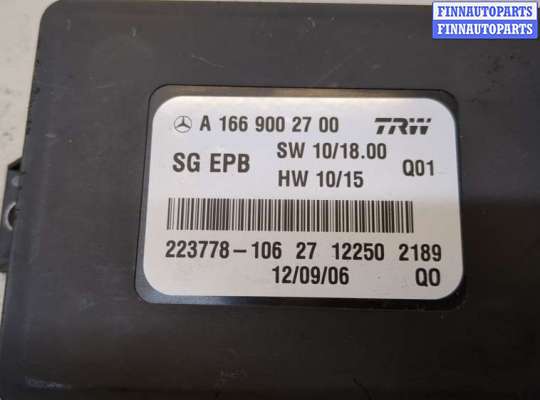 FINNAUTOPARTS
FINNAUTOPARTS
A 166 900 27 00 TRW
SG EPB SW 10/18.00 Q01
HW 10/15
223778-106 27 12250 2189
12/09/06 QO